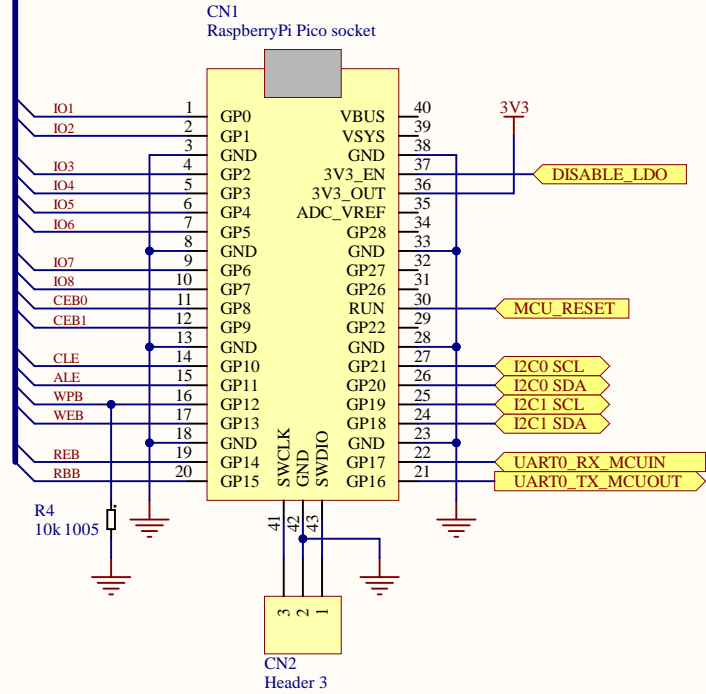 CN1
RaspberryPi Pico socket
IO1 1 GP0 VBUS 40 3V3
IO2 2 GP1 VSYS 39
3 GND GND 38
IO3 4 GP2 3V3_EN 37 DISABLE_LDO
IO4 5 GP3 3V3_OUT 36
IO5 6 GP4 ADC_VREF 35
IO6 7 GP5 GP28 34
8 GND GND 33
IO7 9 GP6 GP27 32
IO8 10 GP7 GP26 31
CEB0 11 GP8 RUN 30 MCU_RESET
CEB1 12 GP9 GP22 29
13 GND GND 28
CLE 14 GP10 GP21 27 I2C0 SCL
ALE 15 GP11 GP20 26 I2C0 SDA
WPB 16 GP12 GP19 25 I2C1 SCL
WEB 17 GP13 GP18 24 I2C1 SDA
18 GND GND 23
REB 19 GP14 GP17 22 UART0_RX_MCUIN
RBB 20 GP15 GP16 21 UART0_TX_MCUOUT
SWCLK GND SWDIO
41 42 43
R4
10k 1005
3 2 1
CN2
Header 3